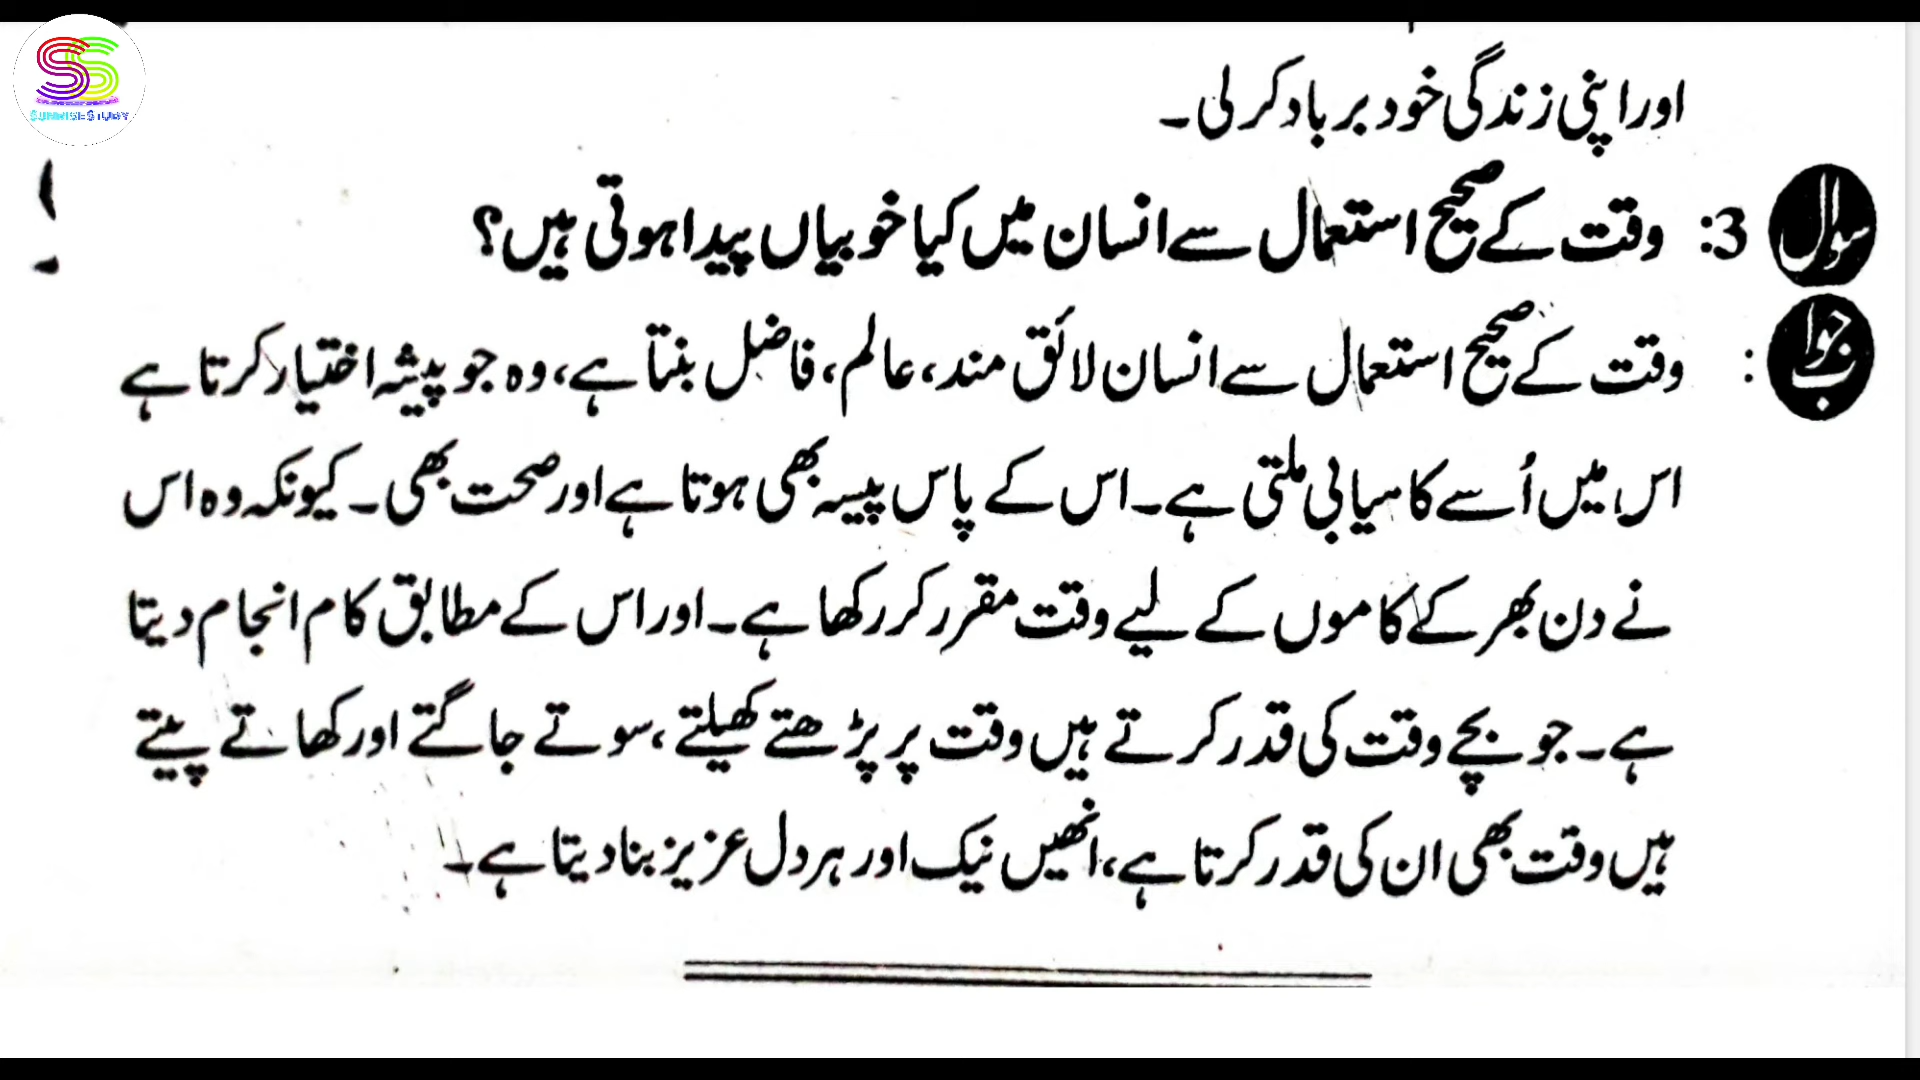 SUNRISESTUDY
اور اپنی زندگی خود برباد کر لی۔
سوال 3: وقت کے صحیح استعمال سے انسان میں کیا خوبیاں پیدا ہوتی ہیں؟
جواب: وقت کے صحیح استعمال سے انسان لائق مند، عالم، فاضل بنتا ہے، وہ جو پیشہ اختیار کرتا ہے
اس میں اُسے کامیابی ملتی ہے۔ اس کے پاس پیسہ بھی ہوتا ہے اور صحت بھی۔ کیونکہ وہ اس
نے دن بھر کے کاموں کے لیے وقت مقرر کر رکھا ہے۔ اور اس کے مطابق کام انجام دیتا
ہے۔ جو بچے وقت کی قدر کرتے ہیں وقت پر پڑھتے کھیلتے، سوتے جاگتے اور کھاتے پیتے
ہیں وقت بھی ان کی قدر کرتا ہے، انھیں نیک اور ہر دل عزیز بنا دیتا ہے۔